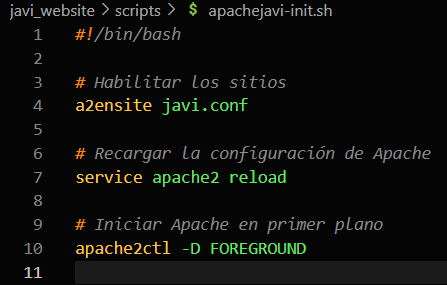 javi_website > scripts > $ apachejavi-init.sh
1 #!/bin/bash
2
3 # Habilitar los sitios
4 a2ensite javi.conf
5
6 # Recargar la configuración de Apache
7 service apache2 reload
8
9 # Iniciar Apache en primer plano
10 apache2ctl -D FOREGROUND
11